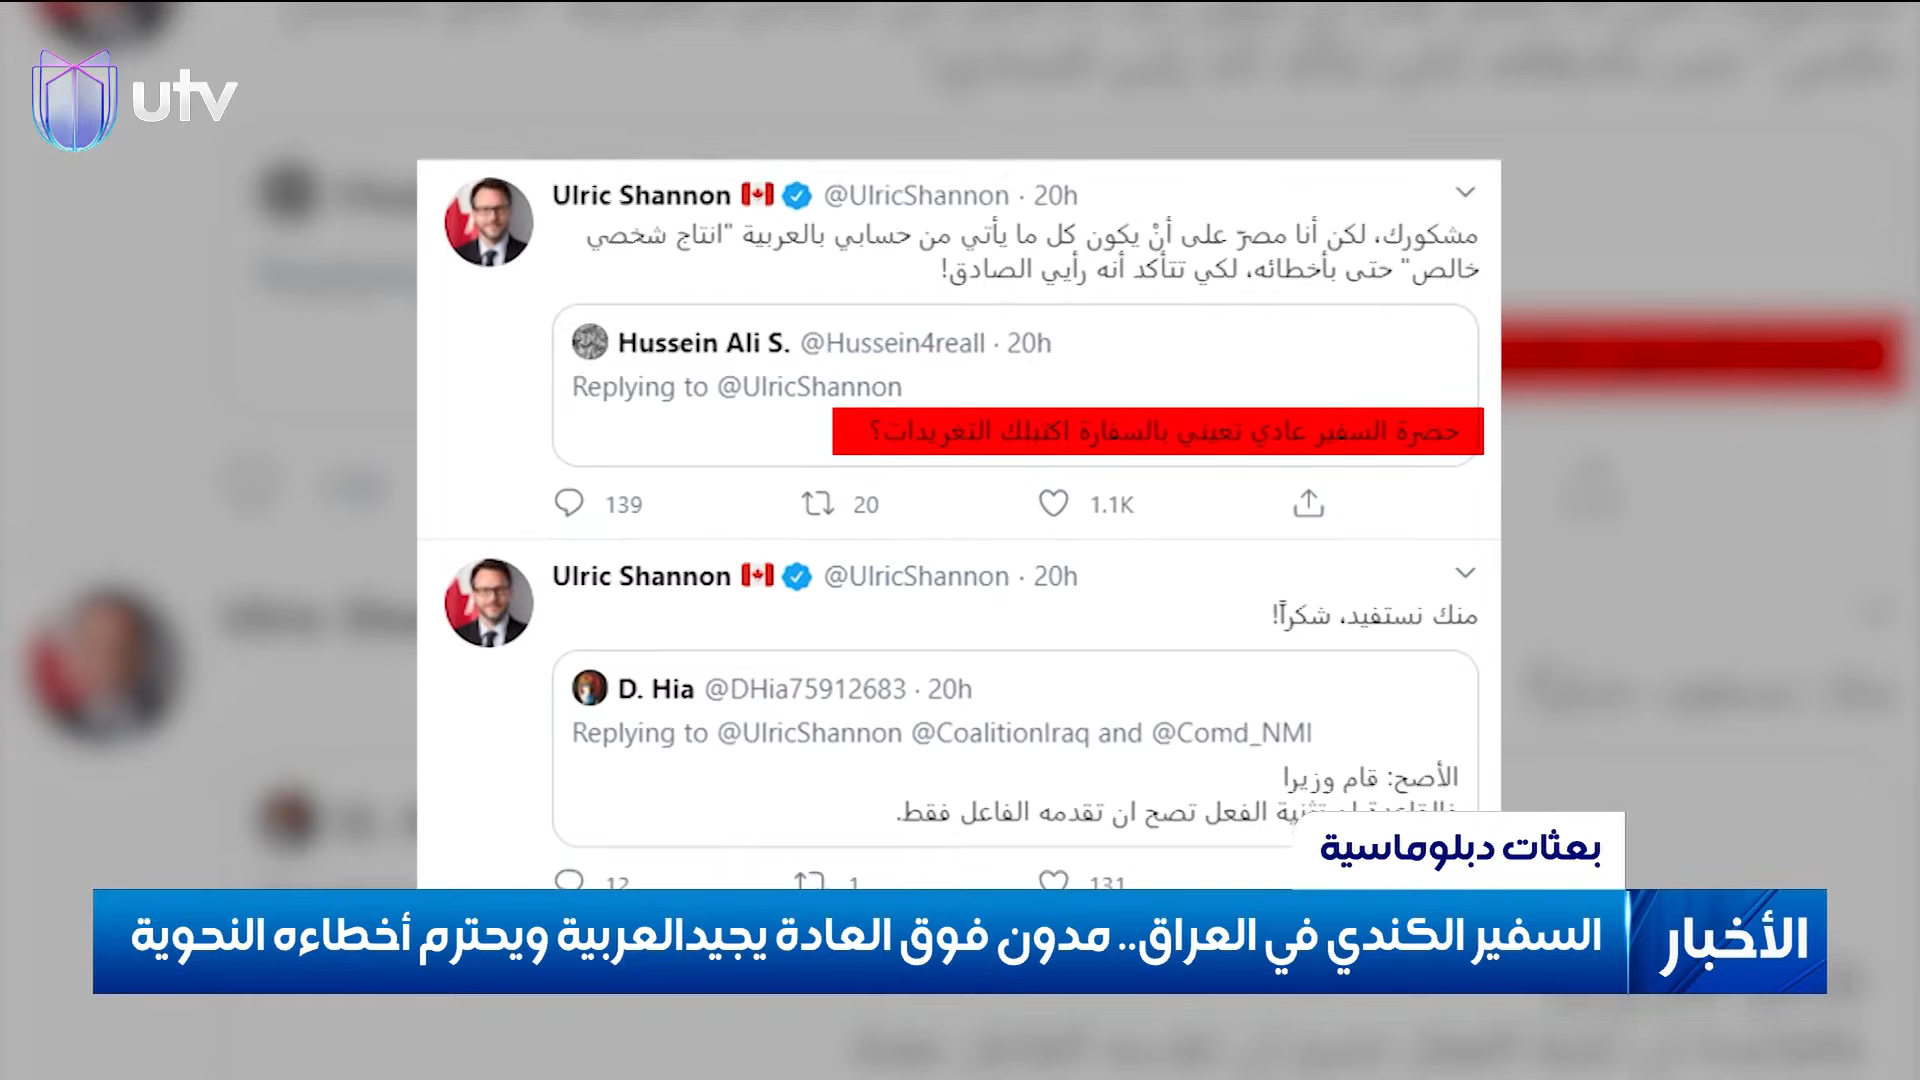 utv
Ulric Shannon @UlricShannon · 20h
مشكورك، لكن أنا مصرّ على أنْ يكون كل ما يأتي من حسابي بالعربية "انتاج شخصي
خالص" حتى بأخطائه، لكي تتأكد أنه رأيي الصادق!
Hussein Ali S. @Hussein4reall · 20h
Replying to @UlricShannon
حضرة السفير عادي تعيني بالسفارة اكتبلك التغريدات؟
139 20 1.1K
Ulric Shannon @UlricShannon · 20h
منك نستفيد، شكراً!
D. Hia @DHia75912683 · 20h
Replying to @UlricShannon @CoalitionIraq and @Comd_NMI
الأصح: قام وزيرا
الفعل تصح ان تقدمه الفاعل فقط.
12 1 131
بعثات دبلوماسية
الأخبار
السفير الكندي في العراق.. مدون فوق العادة يجيدالعربية ويحترم أخطاءه النحوية